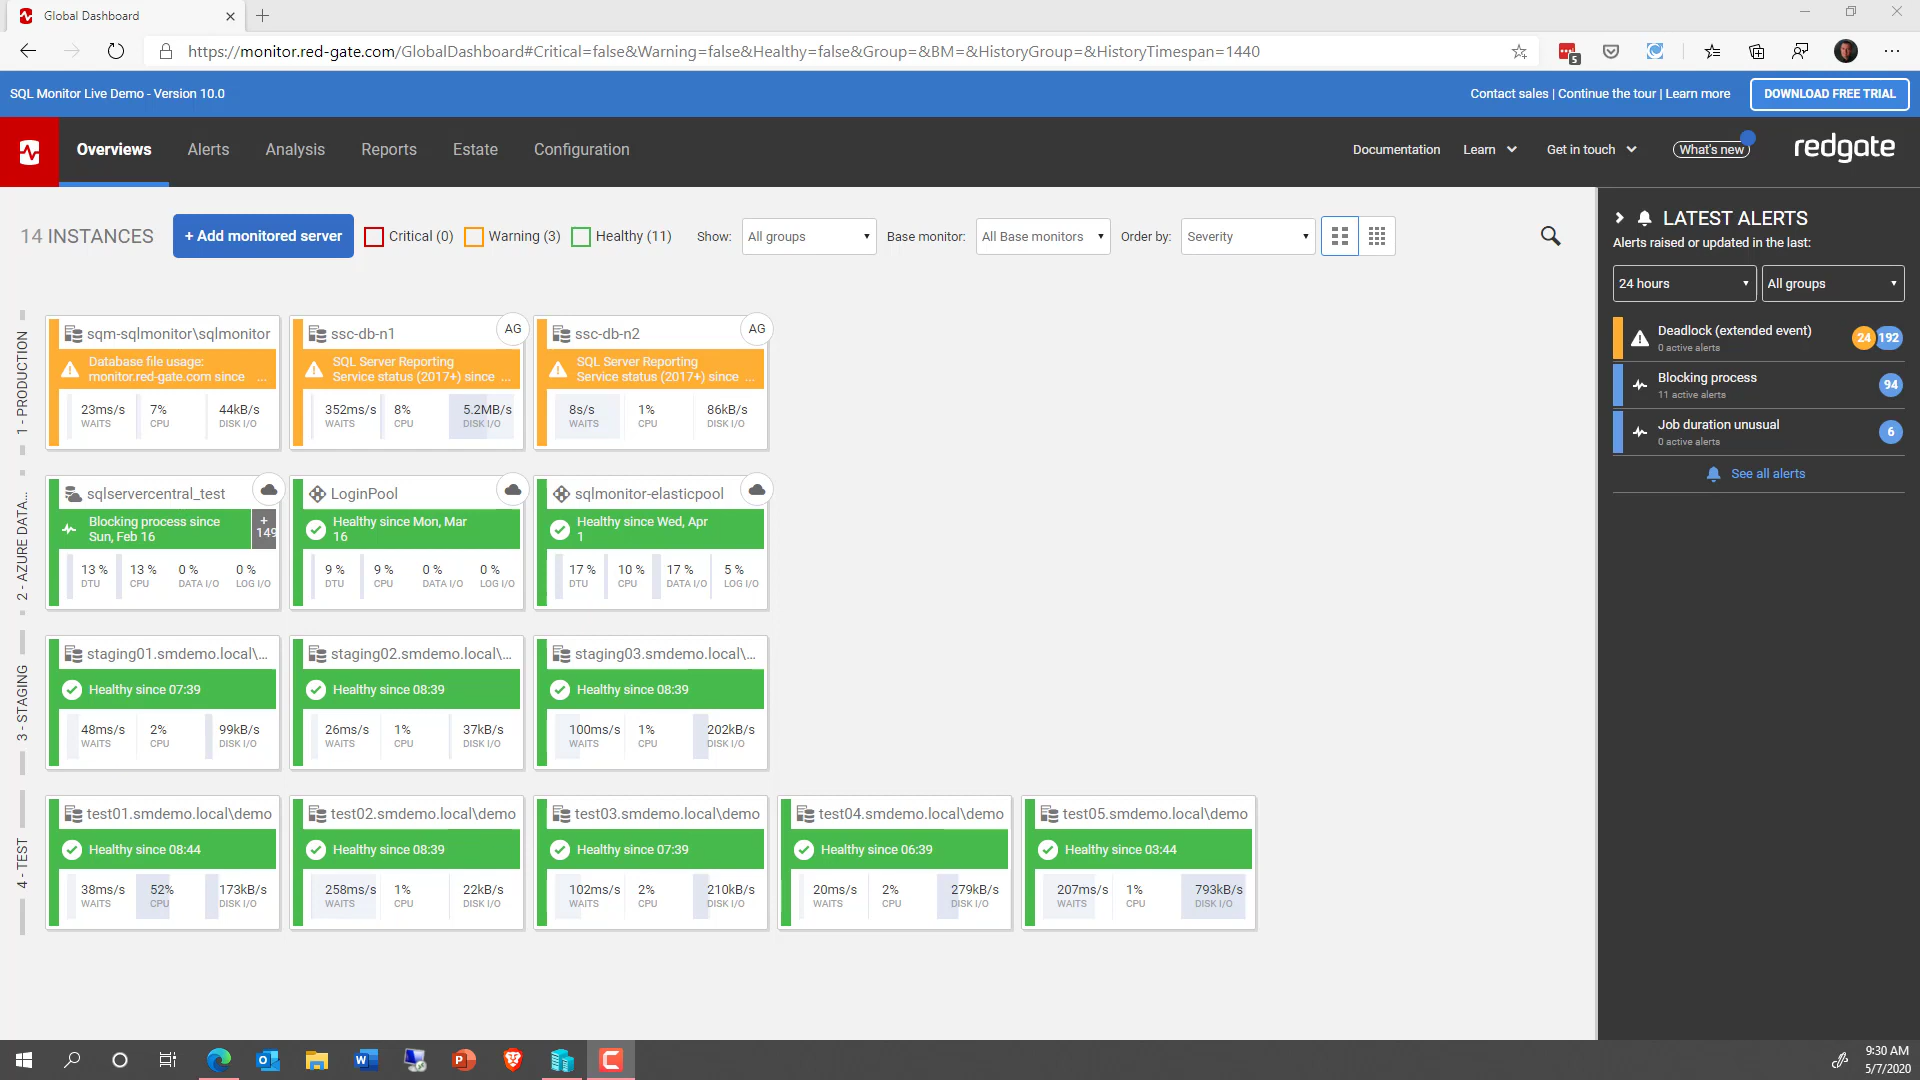 Global Dashboard
https://monitor.red-gate.com/GlobalDashboard#Critical=false&Warning=false&Healthy=false&Group=&BM=&HistoryGroup=&HistoryTimespan=1440
5
SQL Monitor Live Demo - Version 10.0
Contact sales | Continue the tour | Learn more
DOWNLOAD FREE TRIAL
Overviews Alerts Analysis Reports Estate Configuration
Documentation Learn Get in touch What's new redgate
14 INSTANCES
+ Add monitored server
Critical (0) Warning (3) Healthy (11)
Show: All groups Base monitor: All Base monitors Order by: Severity
1 - PRODUCTION
sqm-sqlmonitor\sqlmonitor
Database file usage:
monitor.red-gate.com since ...
23ms/s 7% 44kB/s
WAITS CPU DISK I/O
ssc-db-n1 AG
SQL Server Reporting
Service status (2017+) since ...
352ms/s 8% 5.2MB/s
WAITS CPU DISK I/O
ssc-db-n2 AG
SQL Server Reporting
Service status (2017+) since ...
8s/s 1% 86kB/s
WAITS CPU DISK I/O
2 - AZURE DATA...
sqlservercentral_test
Blocking process since
Sun, Feb 16
+
149
13 % 13 % 0 % 0 %
DTU CPU DATA I/O LOG I/O
LoginPool
Healthy since Mon, Mar
16
9 % 9 % 0 % 0 %
DTU CPU DATA I/O LOG I/O
sqlmonitor-elasticpool
Healthy since Wed, Apr
1
17 % 10 % 17 % 5 %
DTU CPU DATA I/O LOG I/O
3 - STAGING
staging01.smdemo.local\...
Healthy since 07:39
48ms/s 2% 99kB/s
WAITS CPU DISK I/O
staging02.smdemo.local\...
Healthy since 08:39
26ms/s 1% 37kB/s
WAITS CPU DISK I/O
staging03.smdemo.local\...
Healthy since 08:39
100ms/s 1% 202kB/s
WAITS CPU DISK I/O
4 - TEST
test01.smdemo.local\demo
Healthy since 08:44
38ms/s 52% 173kB/s
WAITS CPU DISK I/O
test02.smdemo.local\demo
Healthy since 08:39
258ms/s 1% 22kB/s
WAITS CPU DISK I/O
test03.smdemo.local\demo
Healthy since 07:39
102ms/s 2% 210kB/s
WAITS CPU DISK I/O
test04.smdemo.local\demo
Healthy since 06:39
20ms/s 2% 279kB/s
WAITS CPU DISK I/O
test05.smdemo.local\demo
Healthy since 03:44
207ms/s 1% 793kB/s
WAITS CPU DISK I/O
LATEST ALERTS
Alerts raised or updated in the last:
24 hours All groups
Deadlock (extended event) 24 192
0 active alerts
Blocking process 94
11 active alerts
Job duration unusual 6
0 active alerts
See all alerts
9:30 AM
5/7/2020